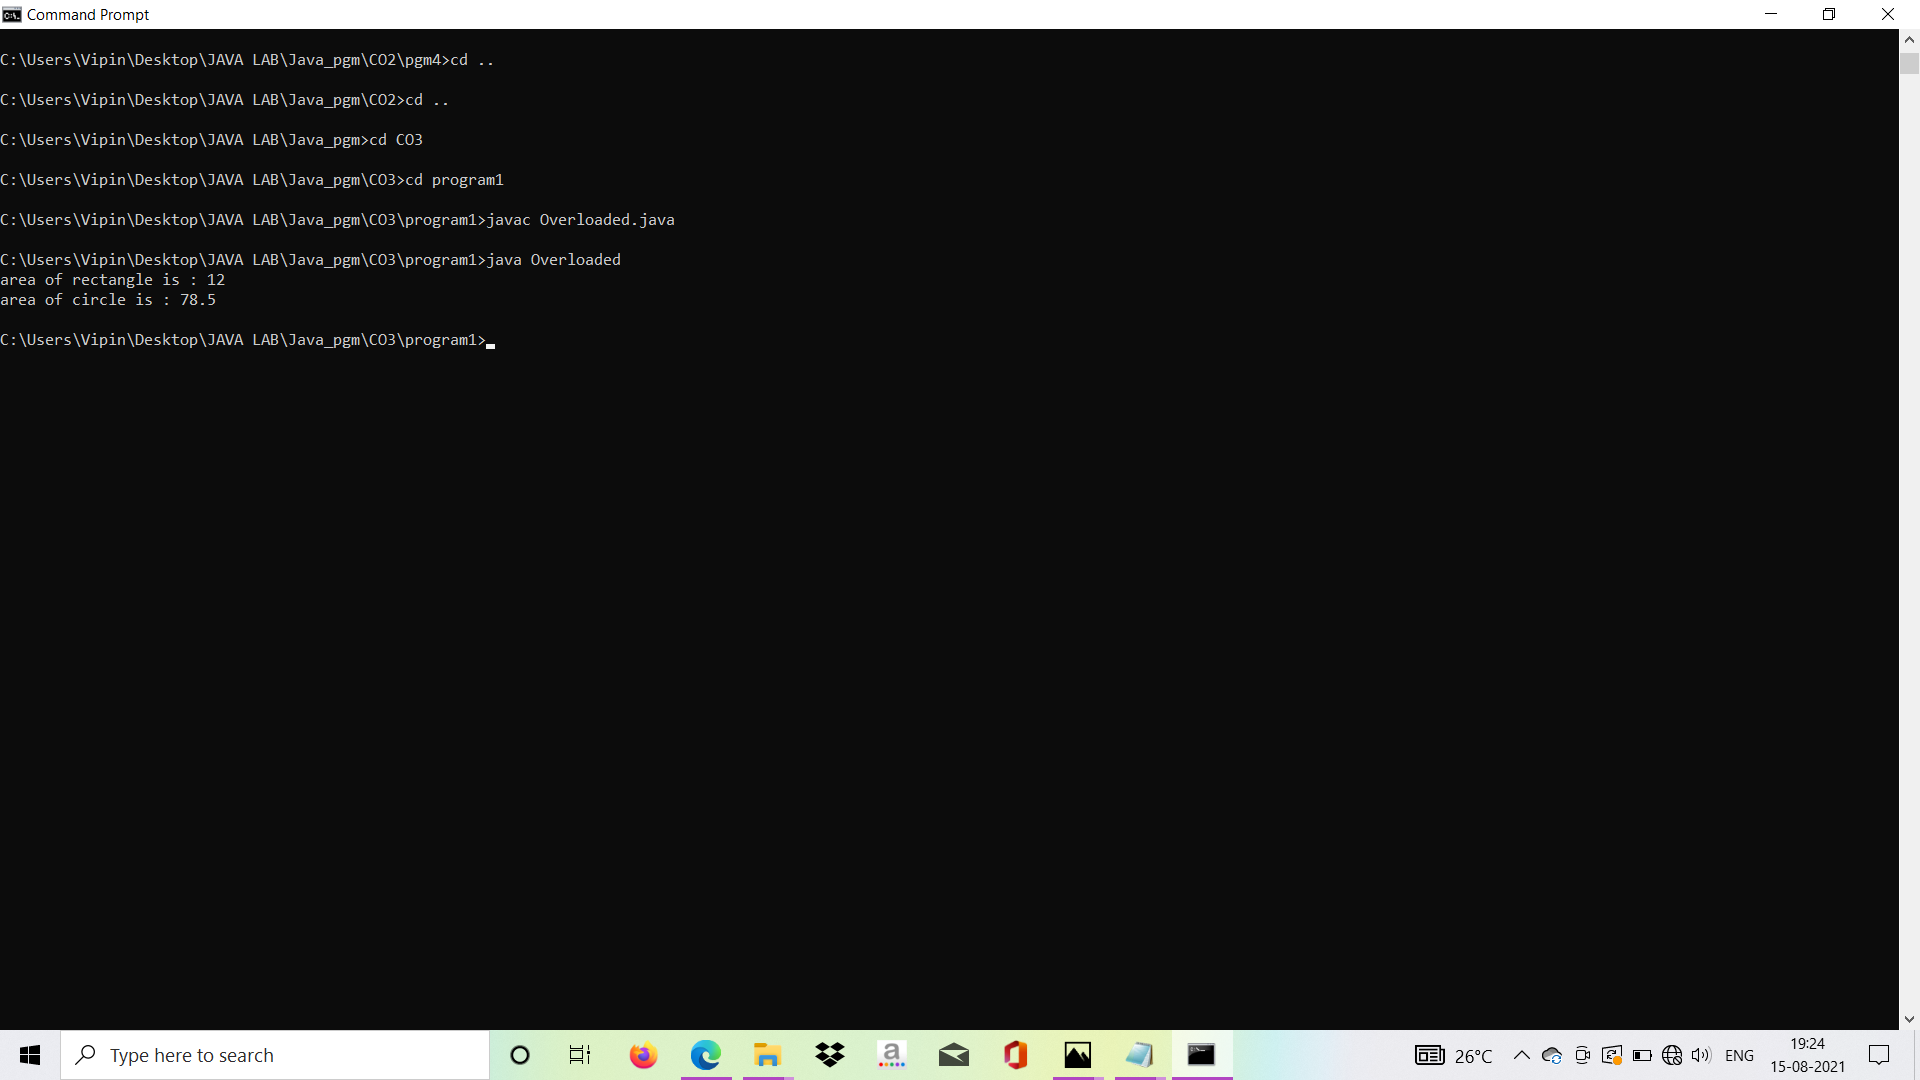 Command Prompt
C:\Users\Vipin\Desktop\JAVA LAB\Java_pgm\CO2\pgm4>cd ..
C:\Users\Vipin\Desktop\JAVA LAB\Java_pgm\CO2>cd ..
C:\Users\Vipin\Desktop\JAVA LAB\Java_pgm>cd CO3
C:\Users\Vipin\Desktop\JAVA LAB\Java_pgm\CO3>cd program1
C:\Users\Vipin\Desktop\JAVA LAB\Java_pgm\CO3\program1>javac Overloaded.java
C:\Users\Vipin\Desktop\JAVA LAB\Java_pgm\CO3\program1>java Overloaded
area of rectangle is : 12
area of circle is : 78.5
C:\Users\Vipin\Desktop\JAVA LAB\Java_pgm\CO3\program1>
Type here to search
26°C
ENG
19:24
15-08-2021